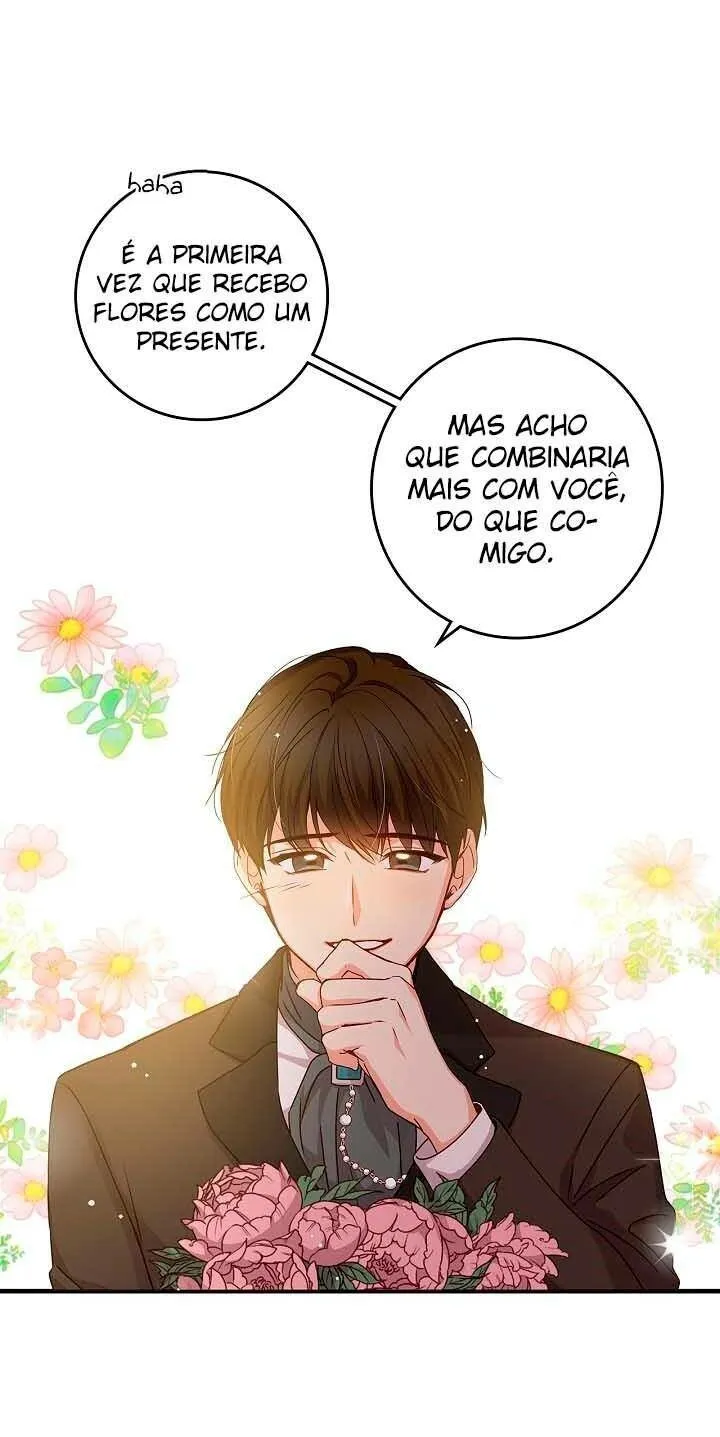 haha
É A PRIMEIRA
VEZ QUE RECEBO
FLORES COMO UM
PRESENTE.
MAS ACHO
QUE COMBINARIA
MAIS COM VOCÊ,
DO QUE CO-
MIGO.